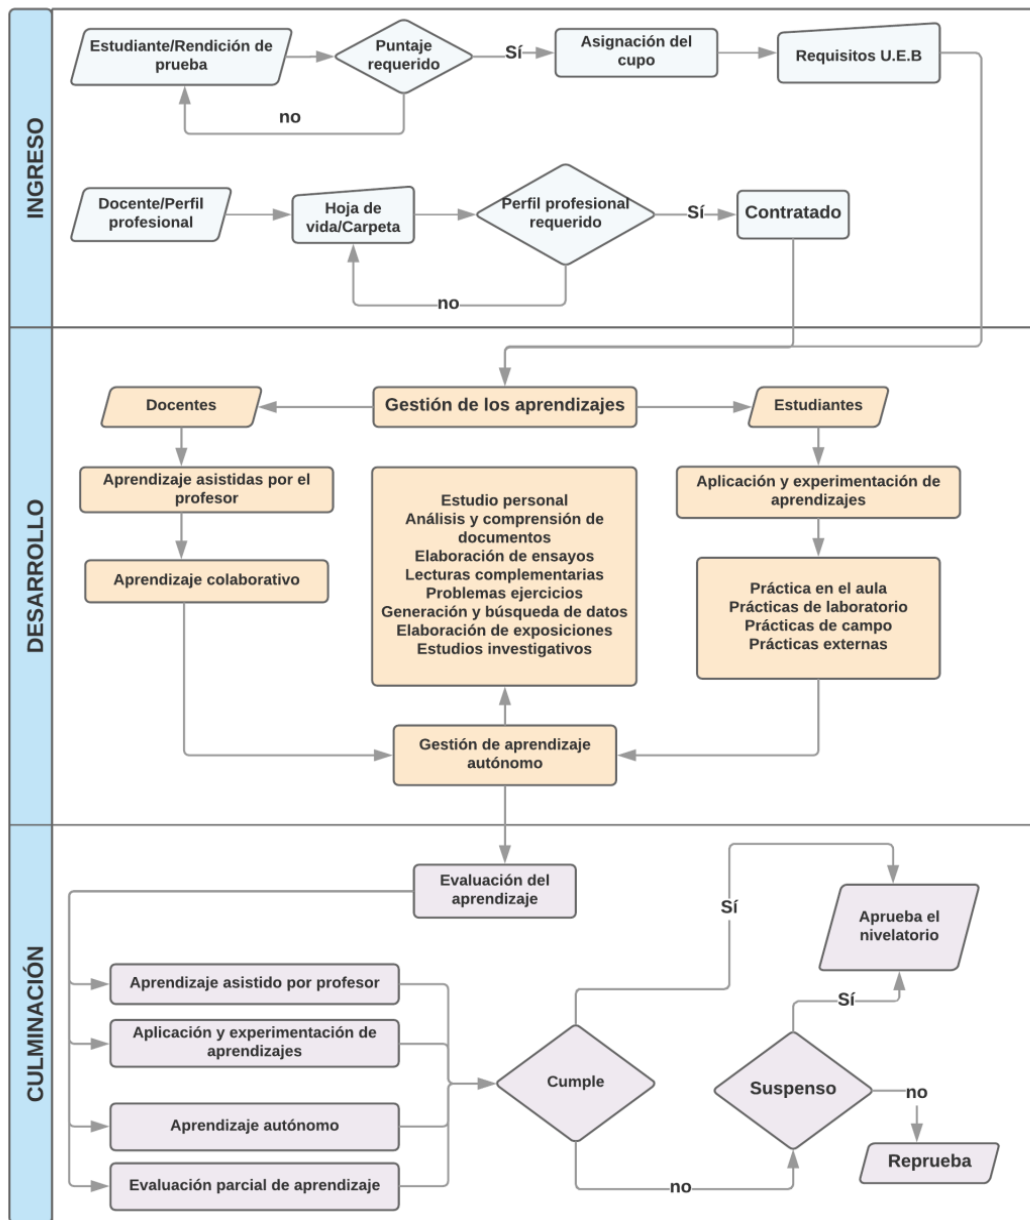 INGRESO
Estudiante/Rendición de
prueba
Puntaje
requerido
Sí
Asignación del
cupo
Requisitos U.E.B
no
Docente/Perfil
profesional
Hoja de
vida/Carpeta
Perfil profesional
requerido
Sí
Contratado
no
DESARROLLO
Docentes
Gestión de los aprendizajes
Estudiantes
Aprendizaje asistidas por el
profesor
Aprendizaje colaborativo
Estudio personal
Análisis y comprensión de
documentos
Elaboración de ensayos
Lecturas complementarias
Problemas ejercicios
Generación y búsqueda de datos
Elaboración de exposiciones
Estudios investigativos
Aplicación y experimentación de
aprendizajes
Práctica en el aula
Prácticas de laboratorio
Prácticas de campo
Prácticas externas
Gestión de aprendizaje
autónomo
CULMINACIÓN
Evaluación del
aprendizaje
Aprendizaje asistido por profesor
Aplicación y experimentación de
aprendizajes
Aprendizaje autónomo
Evaluación parcial de aprendizaje
Cumple
Sí
no
Suspenso
Sí
no
Aprueba el
nivelatorio
Reprueba